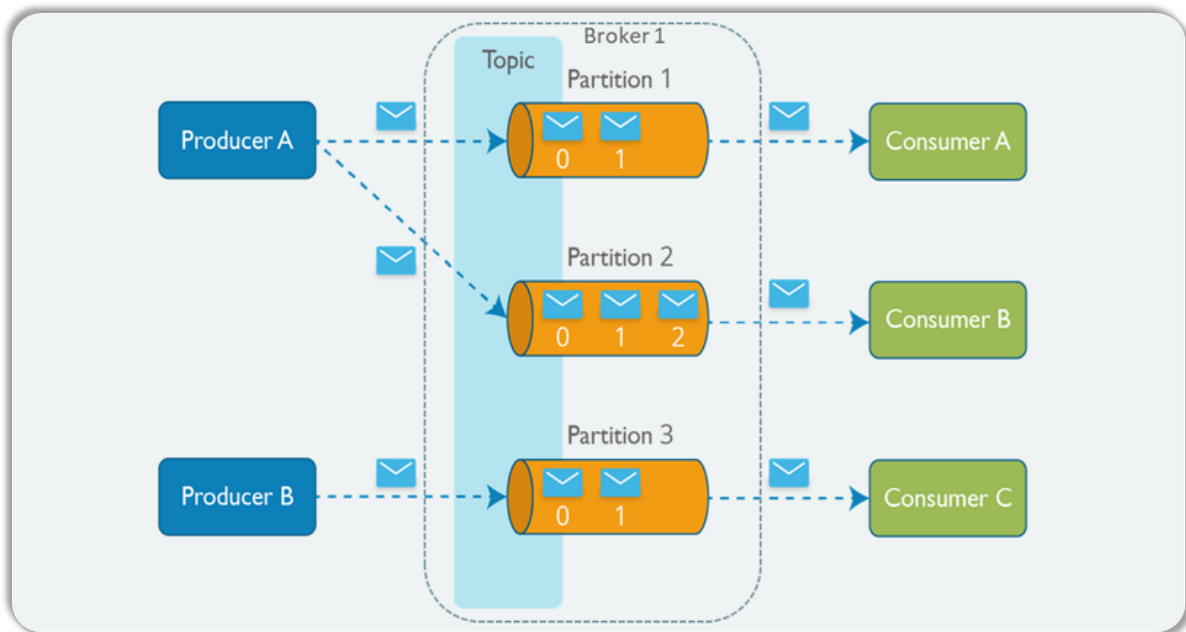 Broker 1
Topic
Partition 1
Producer A
0 1
Consumer A
Partition 2
0 1 2
Consumer B
Partition 3
Producer B
0 1
Consumer C